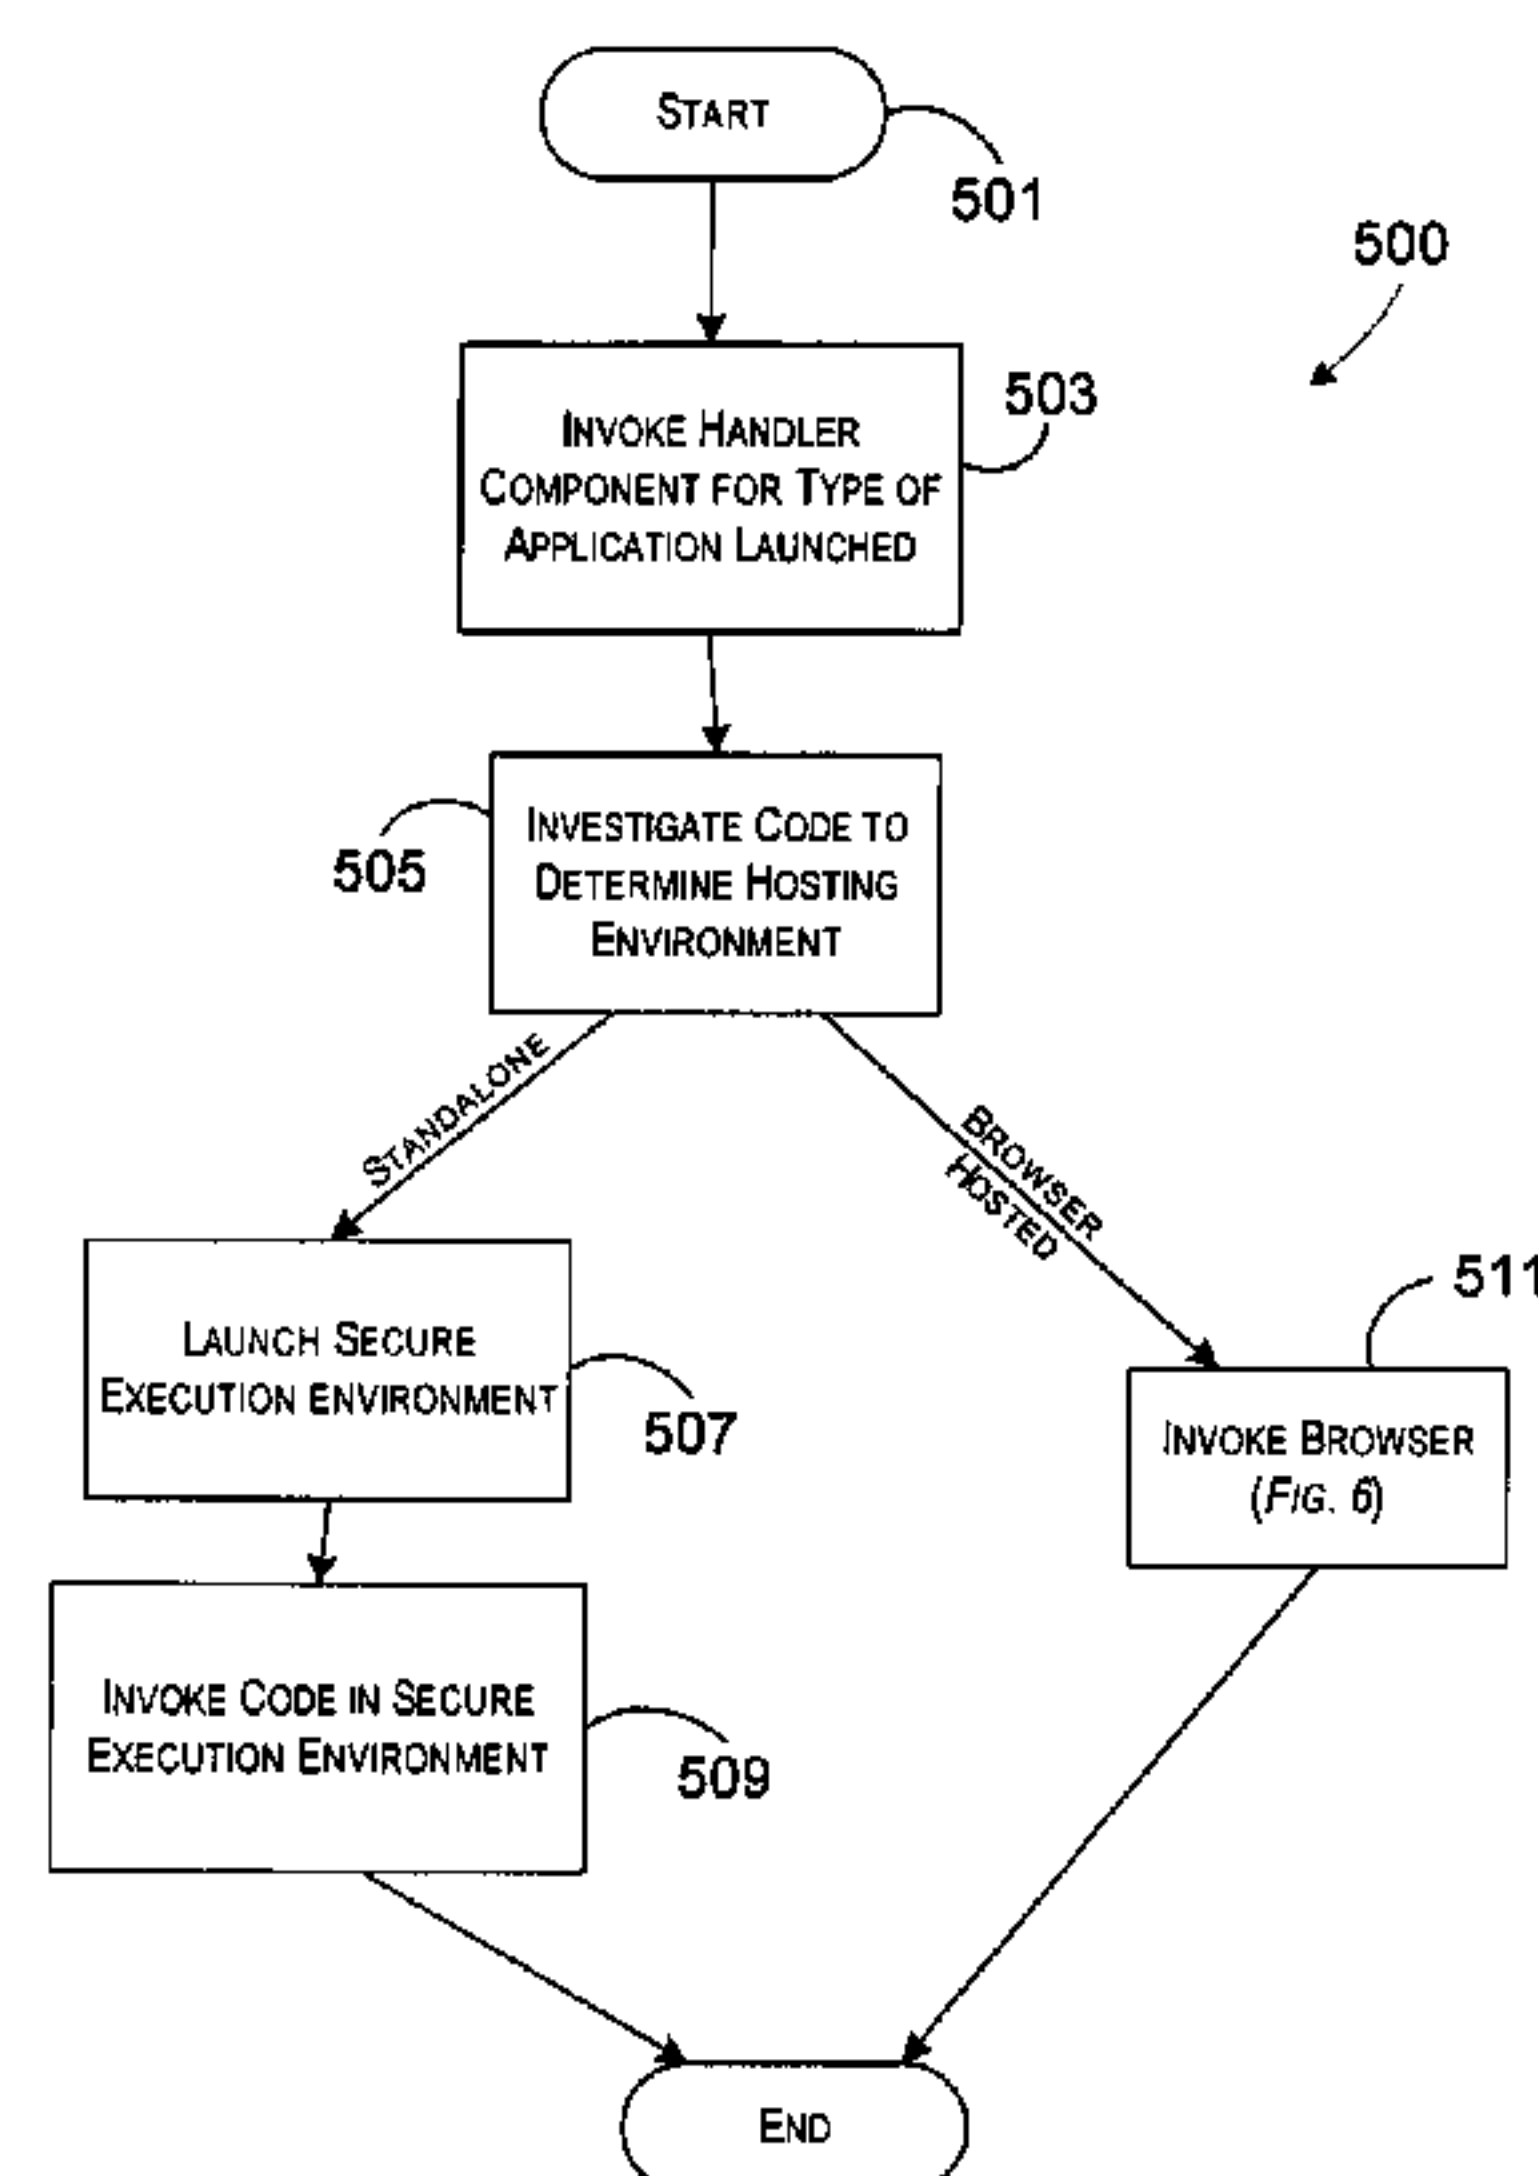 START
501
500
INVOKE HANDLER
COMPONENT FOR TYPE OF
APPLICATION LAUNCHED
503
INVESTIGATE CODE TO
DETERMINE HOSTING
ENVIRONMENT
505
STANDALONE
BROWSER
HOSTED
LAUNCH SECURE
EXECUTION ENVIRONMENT
507
511
INVOKE BROWSER
(FIG. 6)
INVOKE CODE IN SECURE
EXECUTION ENVIRONMENT
509
END